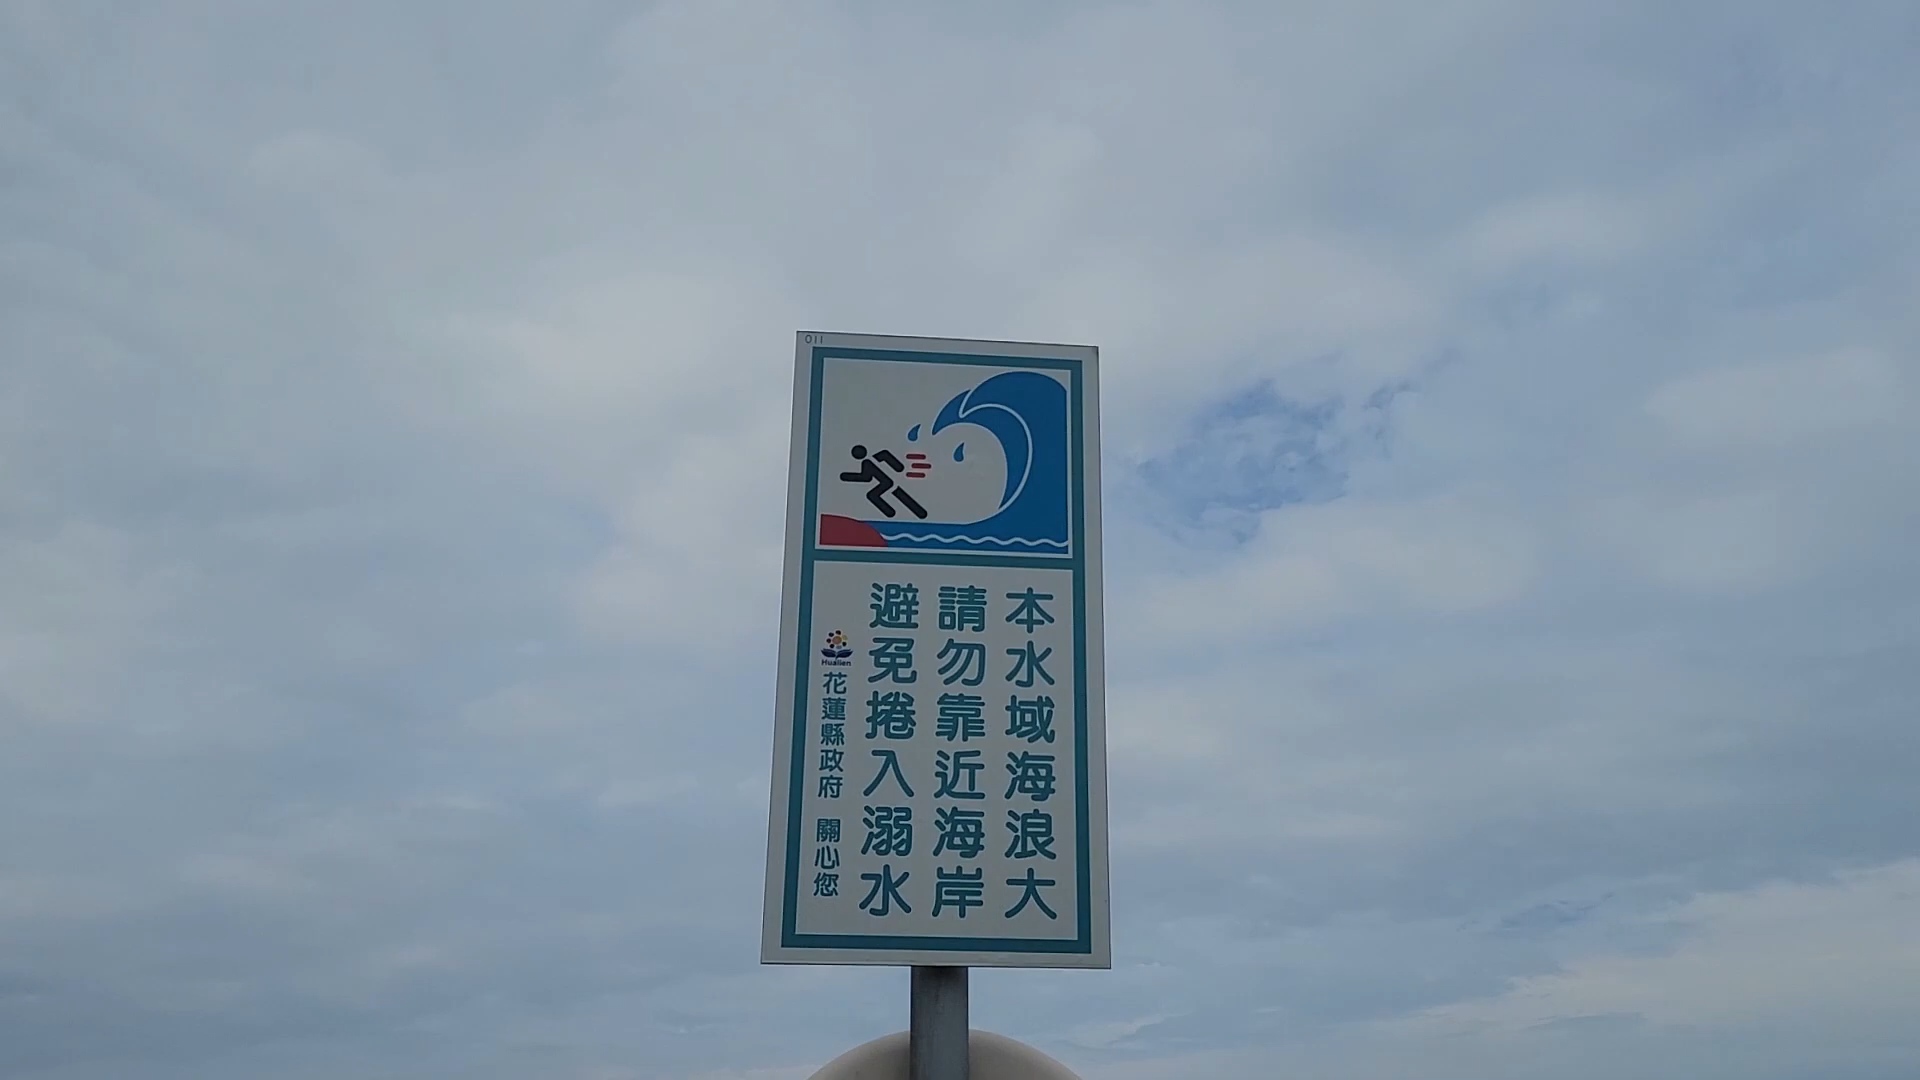 011
本水域海浪大
請勿靠近海岸
避免捲入溺水
Hualien
花蓮縣政府 關心您